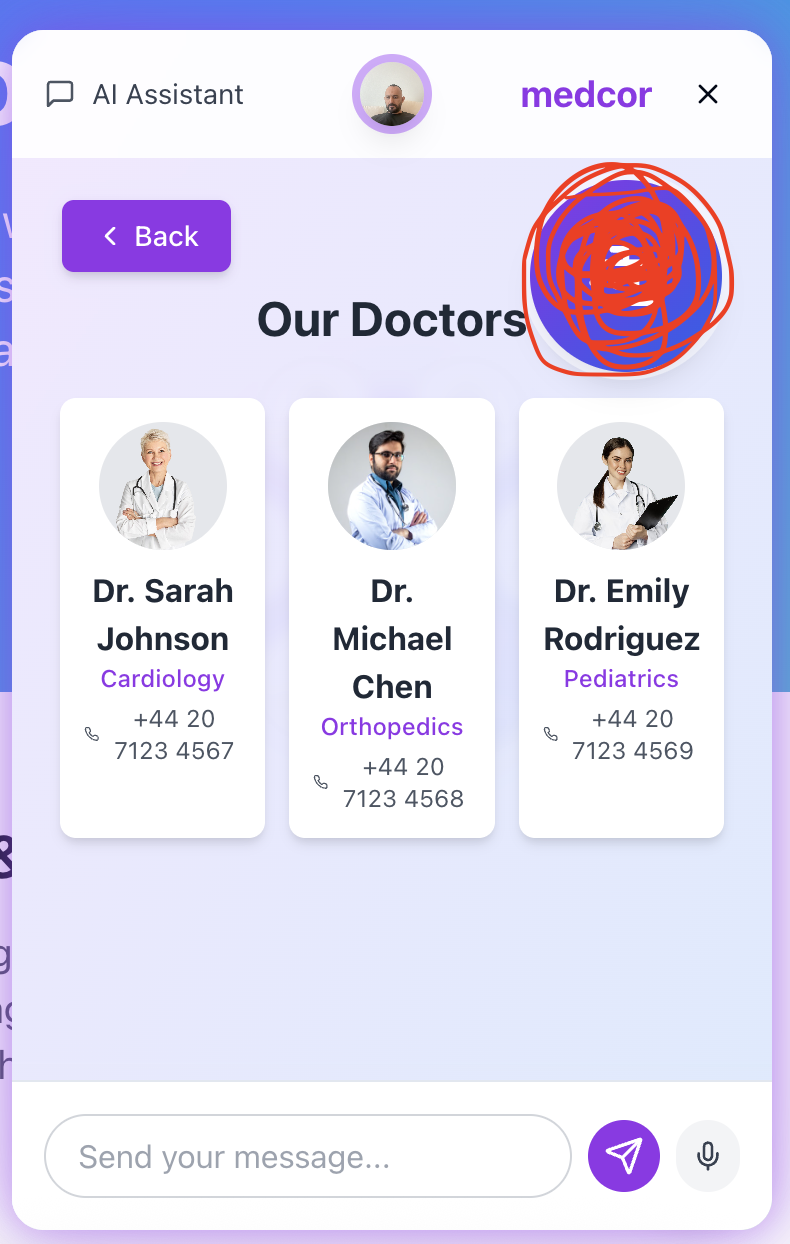 AI Assistant
medcor
Back
Our Doctors
Dr. Sarah
Johnson
Cardiology
+44 20
7123 4567
Dr.
Michael
Chen
Orthopedics
+44 20
7123 4568
Dr. Emily
Rodriguez
Pediatrics
+44 20
7123 4569
Send your message...